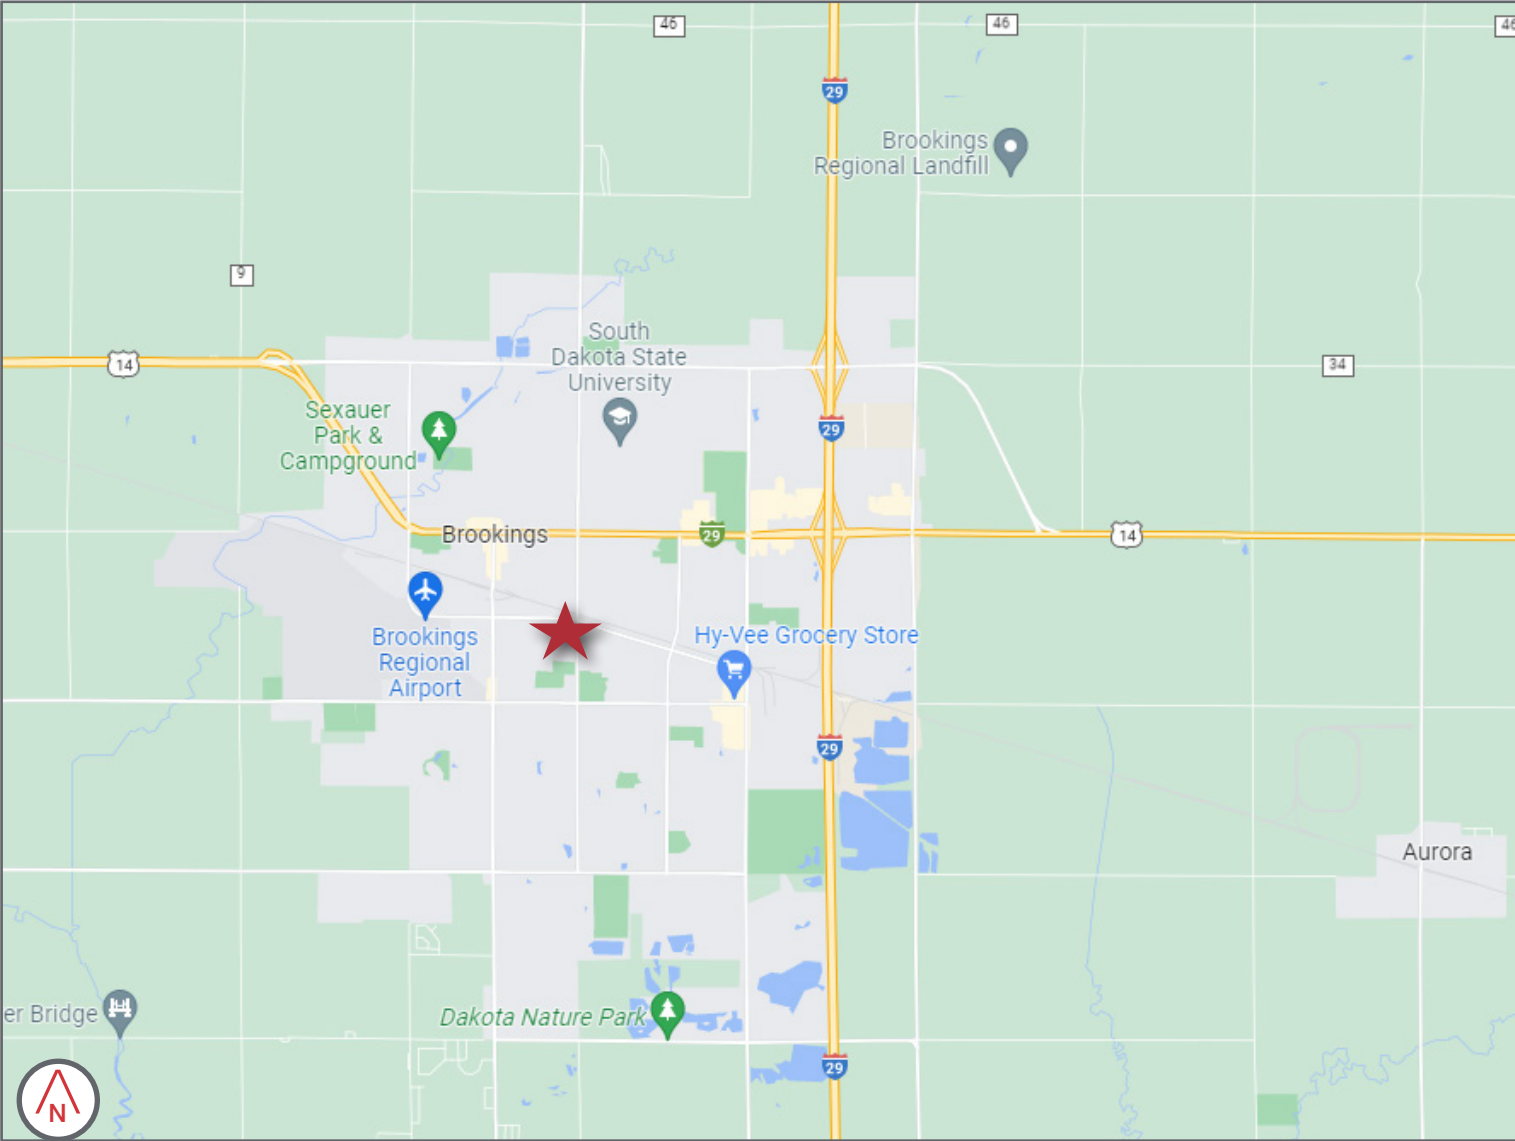 46
46
46
29
Brookings
Regional Landfill
9
South
Dakota State
University
14
34
Sexauer
Park &
Campground
29
Brookings
29
14
Brookings
Regional
Airport
Hy-Vee Grocery Store
29
Aurora
er Bridge
Dakota Nature Park
29
N